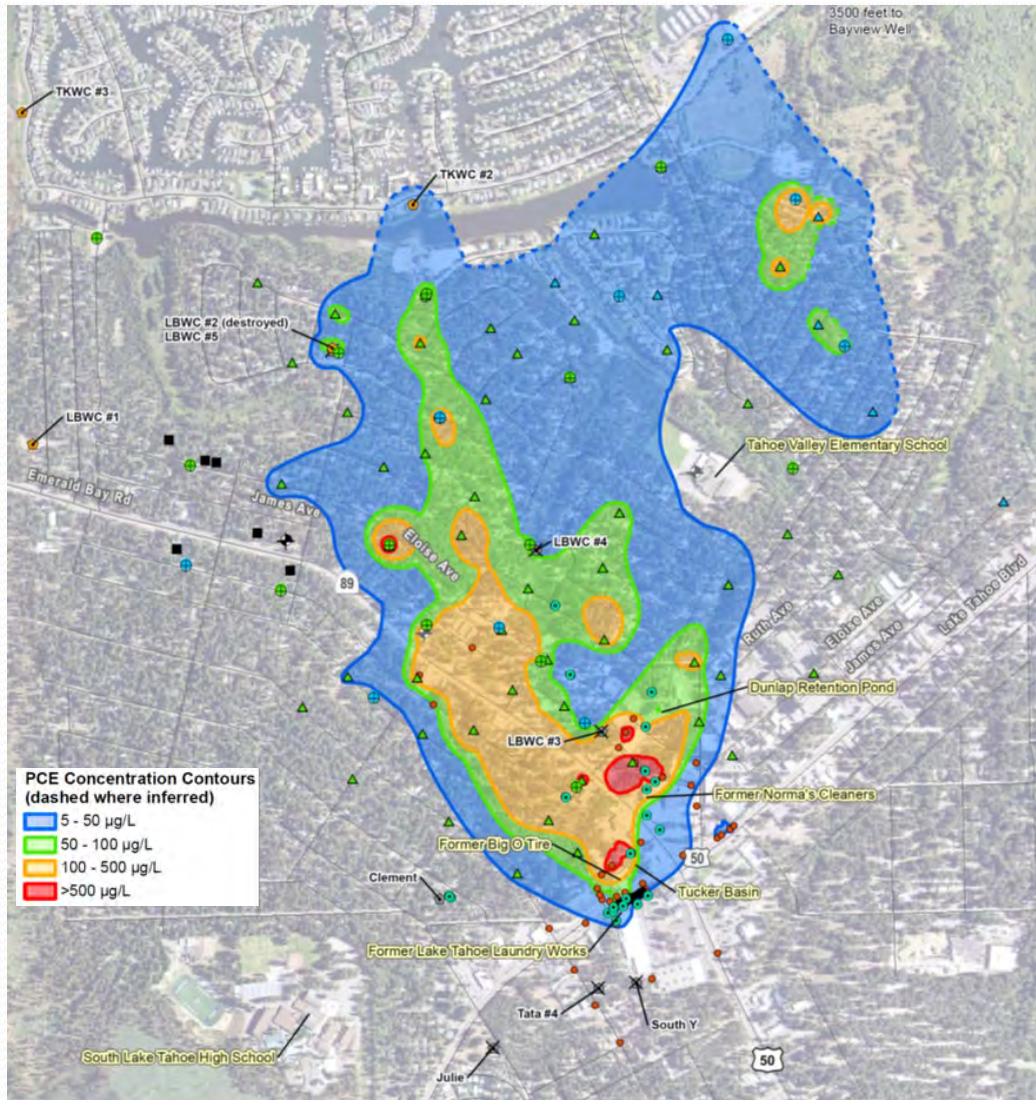 3500 feet to
Bayview Well
TKWC #3
TKWC #2
LBWC #2 (destroyed)
LBWC #5
LBWC #1
Tahoe Valley Elementary School
Emerald Bay Rd
James Ave
Eloise Ave
LBWC #4
89
Ruth Ave
Eloise Ave
James Ave
Lake Tahoe Blvd
Dunlap Retention Pond
LBWC #3
PCE Concentration Contours
(dashed where inferred)
5 - 50 µg/L
50 - 100 µg/L
100 - 500 µg/L
>500 µg/L
Former Norma's Cleaners
Former Big O Tire
50
Clement
Tucker Basin
Former Lake Tahoe Laundry Works
Tata #4
South Y
South Lake Tahoe High School
Julie
50